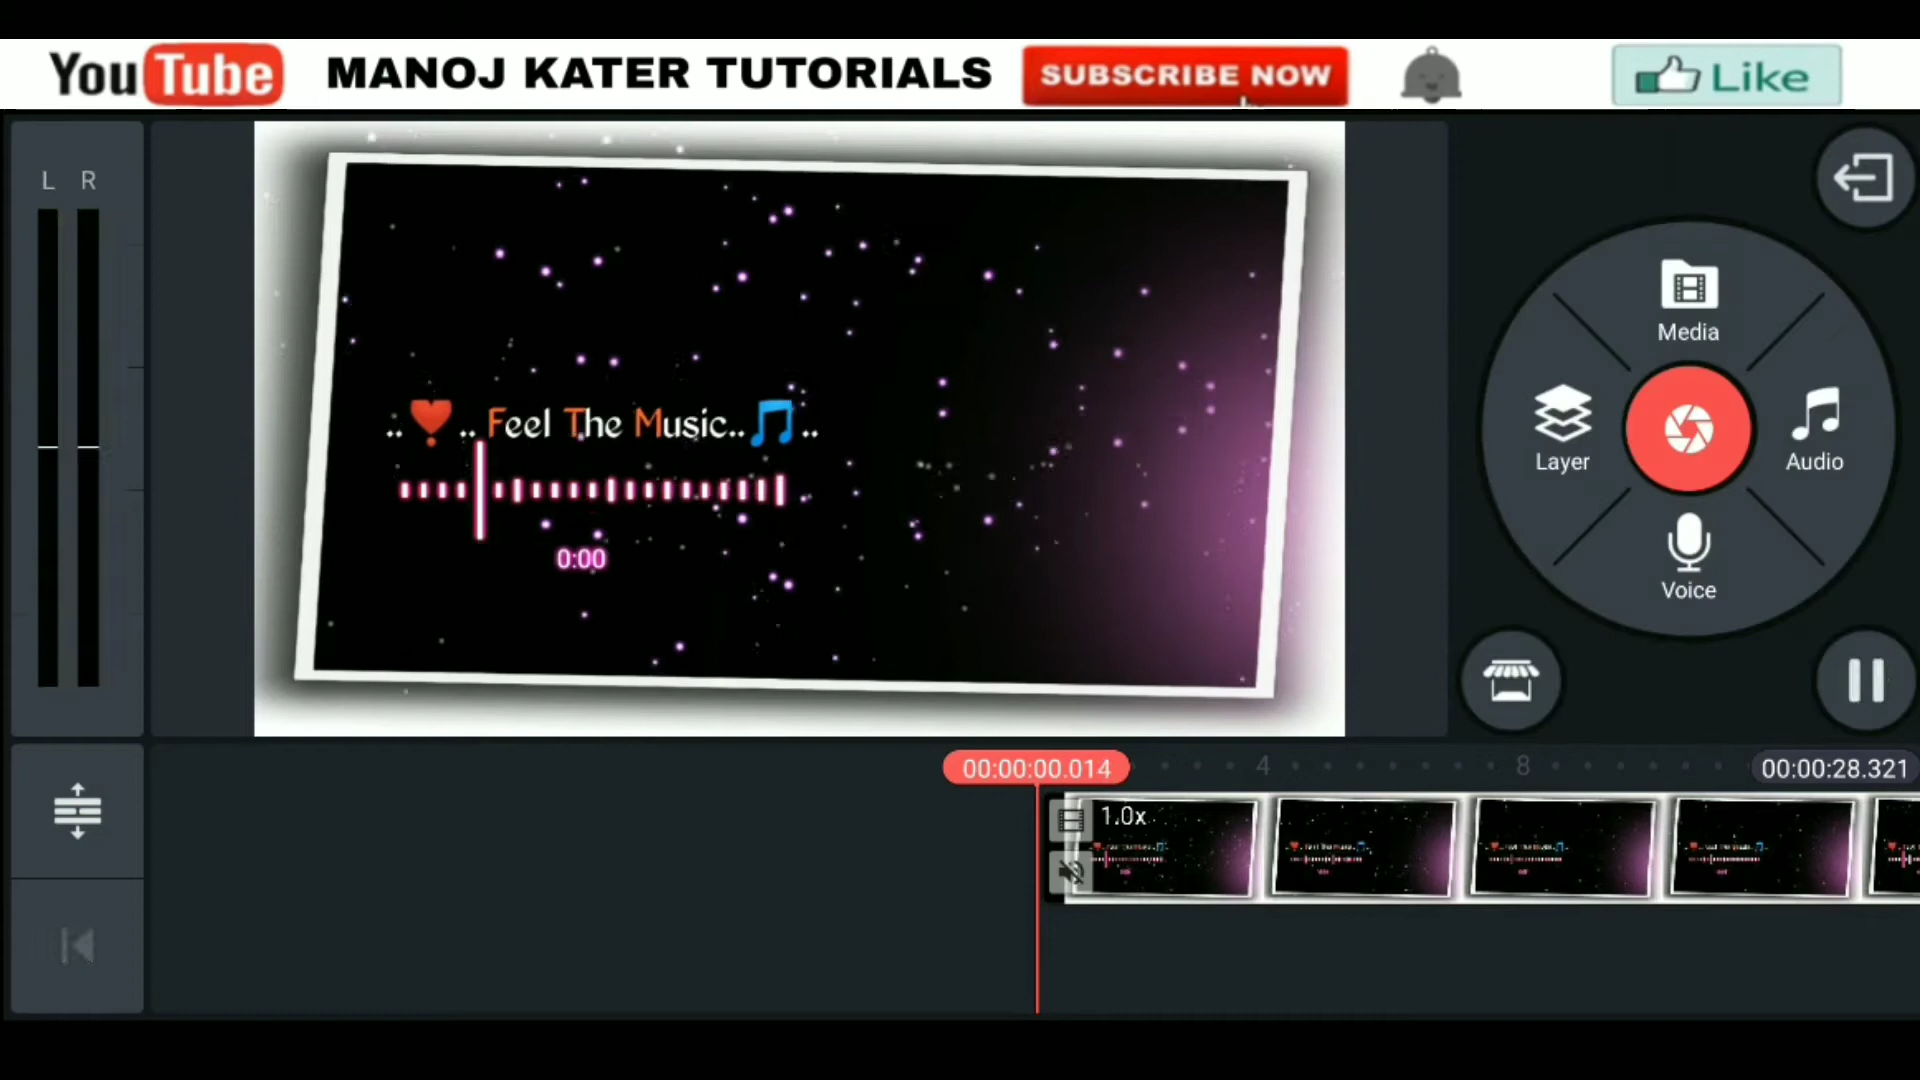 YouTube MANOJ KATER TUTORIALS SUBSCRIBE NOW Like
L R
..❣.. Feel The Music..🎵..
0:00
Media
Layer
Audio
Voice
00:00:00.014 4 8 00:00:28.321
1.0x